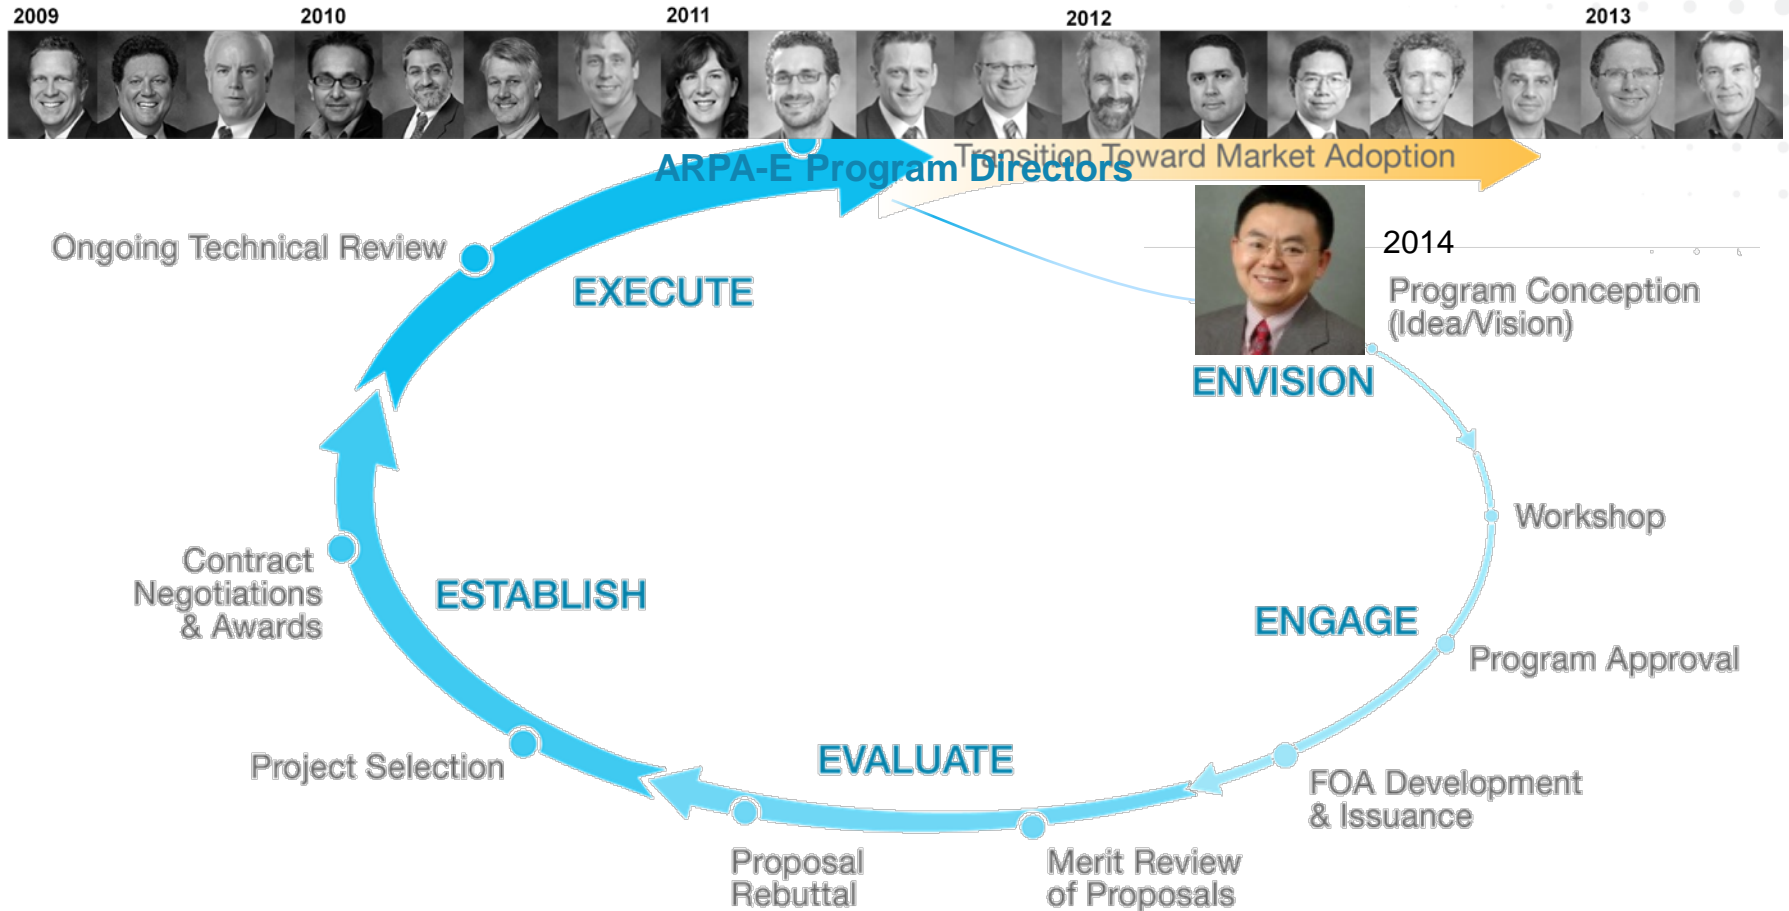 2009
2010
2011
2012
2013
Transition Toward Market Adoption
ARPA-E Program Directors
2014
Ongoing Technical Review
EXECUTE
Program Conception
(Idea/Vision)
ENVISION
Workshop
Contract
Negotiations
& Awards
ESTABLISH
ENGAGE
Program Approval
Project Selection
EVALUATE
FOA Development
& Issuance
Proposal
Rebuttal
Merit Review
of Proposals